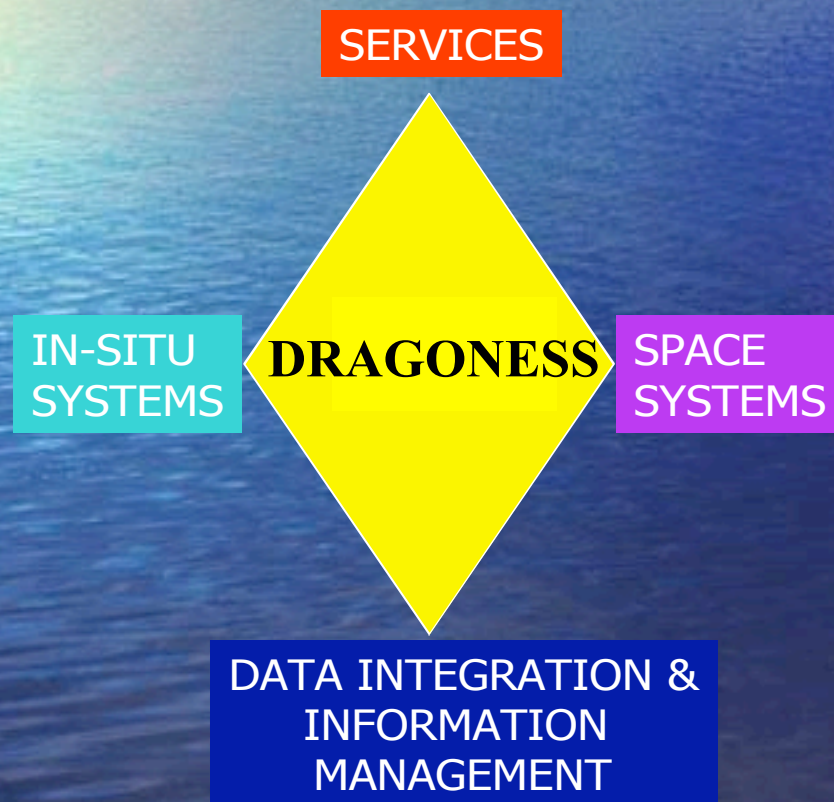 SERVICES
IN-SITU
SYSTEMS
DRAGONESS
SPACE
SYSTEMS
DATA INTEGRATION &
INFORMATION
MANAGEMENT